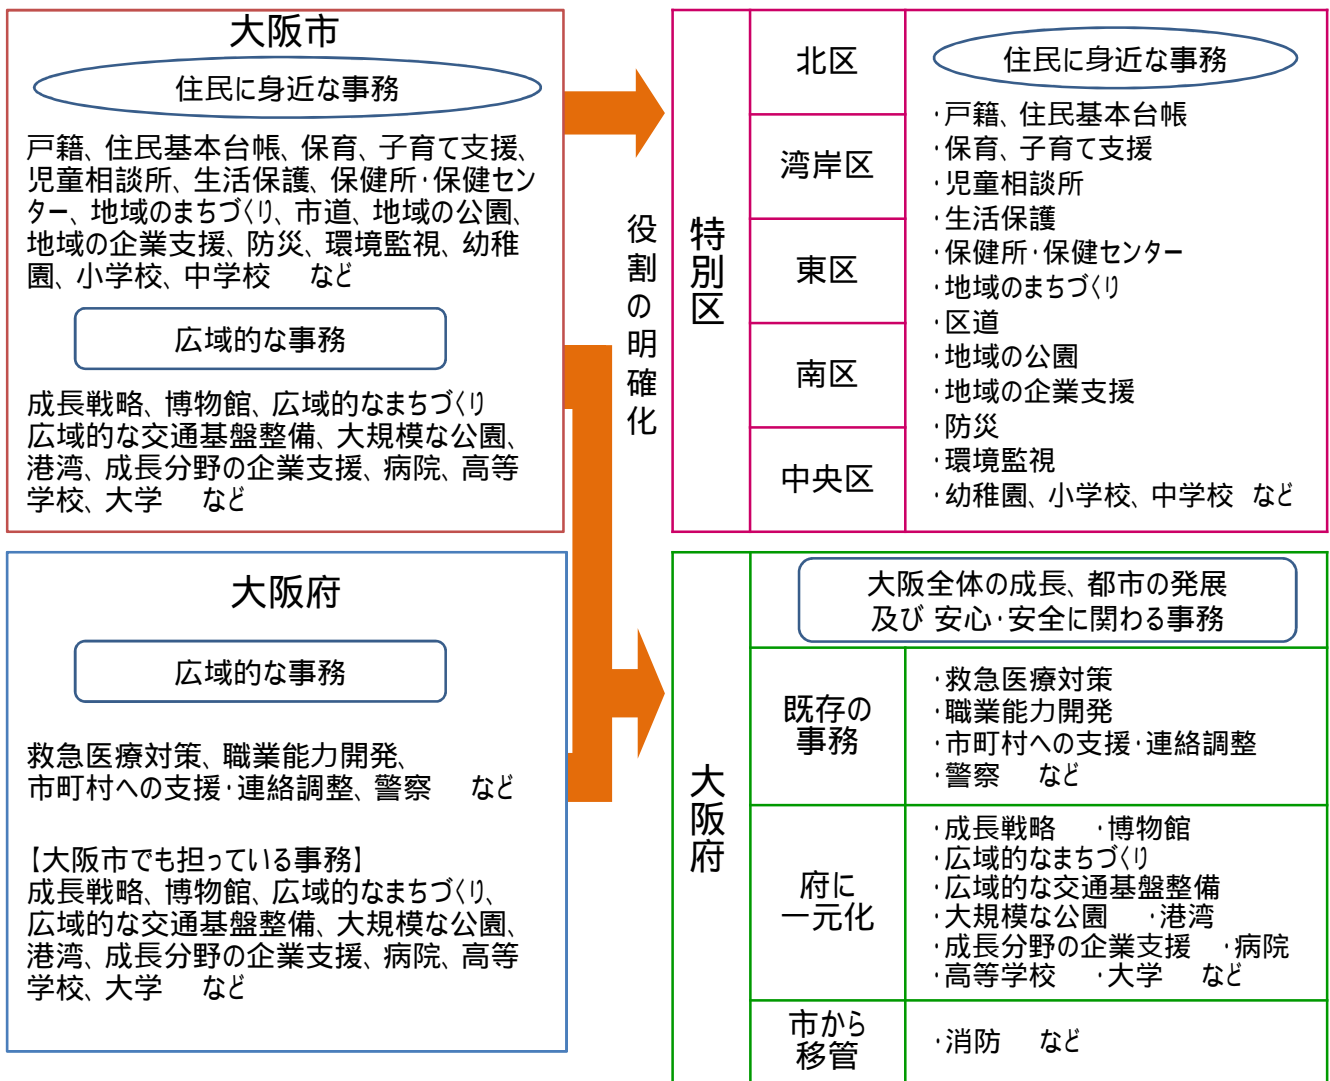 大阪市
住民に身近な事務
戸籍、住民基本台帳、保育、子育て支援、
児童相談所、生活保護、保健所・保健セン
ター、地域のまちづくり、市道、地域の公園、
地域の企業支援、防災、環境監視、幼稚
園、小学校、中学校　など
広域的な事務
成長戦略、博物館、広域的なまちづくり
広域的な交通基盤整備、大規模な公園、
港湾、成長分野の企業支援、病院、高等
学校、大学　など
大阪府
広域的な事務
救急医療対策、職業能力開発、
市町村への支援・連絡調整、警察　など
【大阪市でも担っている事務】
成長戦略、博物館、広域的なまちづくり、
広域的な交通基盤整備、大規模な公園、
港湾、成長分野の企業支援、病院、高等
学校、大学　など
役割の明確化
特別区
北区
湾岸区
東区
南区
中央区
住民に身近な事務
・戸籍、住民基本台帳
・保育、子育て支援
・児童相談所
・生活保護
・保健所・保健センター
・地域のまちづくり
・区道
・地域の公園
・地域の企業支援
・防災
・環境監視
・幼稚園、小学校、中学校　など
大阪府
大阪全体の成長、都市の発展
及び 安心・安全に関わる事務
既存の
事務
・救急医療対策
・職業能力開発
・市町村への支援・連絡調整
・警察　など
府に
一元化
・成長戦略　・博物館
・広域的なまちづくり
・広域的な交通基盤整備
・大規模な公園　・港湾
・成長分野の企業支援　・病院
・高等学校　・大学　など
市から
移管
・消防　など